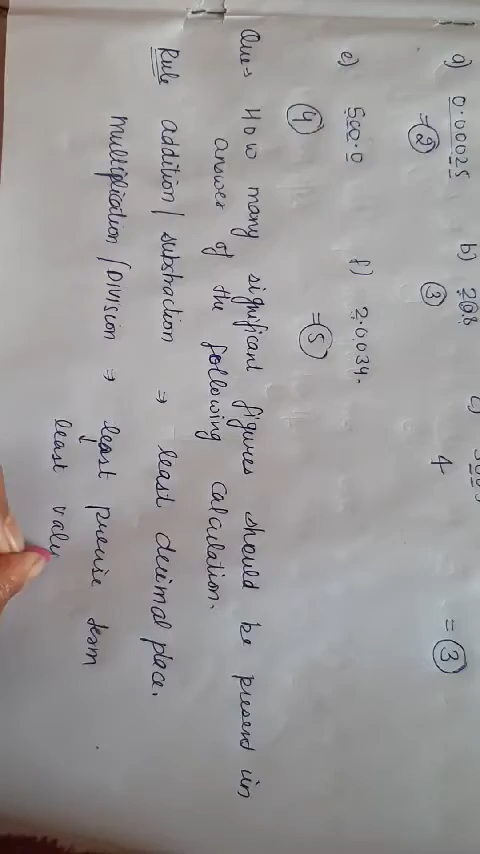 a) 0.00025 b) 208 c)
= 2 3 4 = 3
e) 500.0 f) 2.0034.
4 = 5
Que→ How many significant figures should be present in
answer of the following calculation.
Rule addition / substraction → least decimal place.
Multiplication / Division → least precise term
least valu